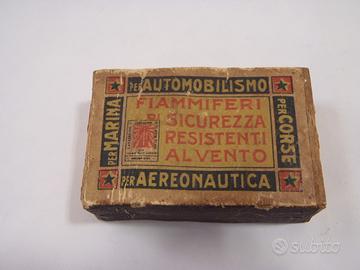 PER AUTOMOBILISMO
PER MARINA
FIAMMIFERI
DI SICUREZZA
RESISTENTI
AL VENTO
PER CORSE
PER AEREONAUTICA
subito